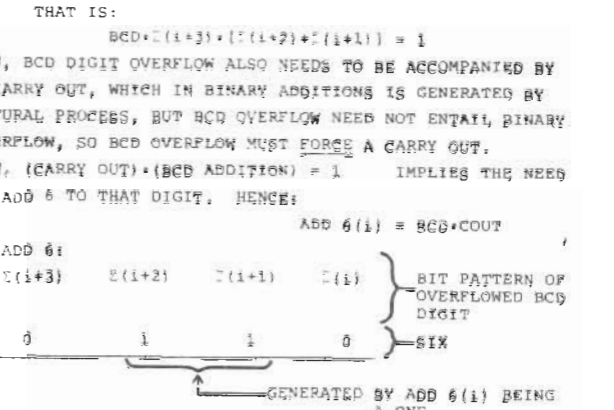 THAT IS:
BCD•Σ(i+3)•[Σ(i+2)+Σ(i+1)] = 1
, BCD DIGIT OVERFLOW ALSO NEEDS TO BE ACCOMPANIED BY
ARRY OUT, WHICH IN BINARY ADDITIONS IS GENERATED BY
URAL PROCESS, BUT BCD OVERFLOW NEED NOT ENTAIL BINARY
RFLOW, SO BCD OVERFLOW MUST FORCE A CARRY OUT.
. (CARRY OUT)•(BCD ADDITION) = 1 IMPLIES THE NEED
ADD 6 TO THAT DIGIT. HENCE:
ADD 6(i) = BCD•COUT
ADD 6:
Σ(i+3) Σ(i+2) Σ(i+1) Σ(i) BIT PATTERN OF
OVERFLOWED BCD
DIGIT
0 1 1 0 SIX
GENERATED BY ADD 6(i) BEING